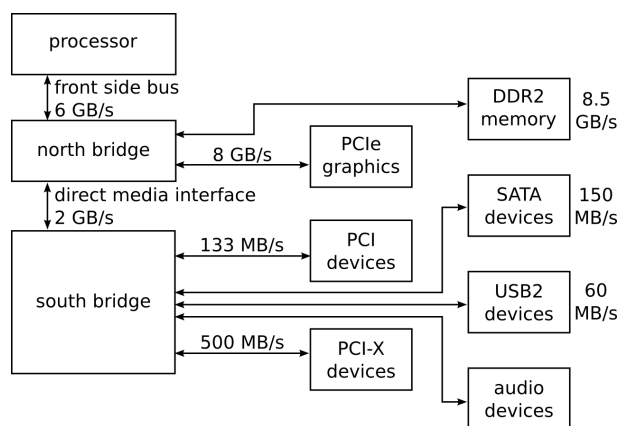 processor
front side bus
6 GB/s
north bridge
8 GB/s
PCIe
graphics
DDR2
memory
8.5
GB/s
direct media interface
2 GB/s
SATA
devices
150
MB/s
south bridge
133 MB/s
PCI
devices
USB2
devices
60
MB/s
500 MB/s
PCI-X
devices
audio
devices